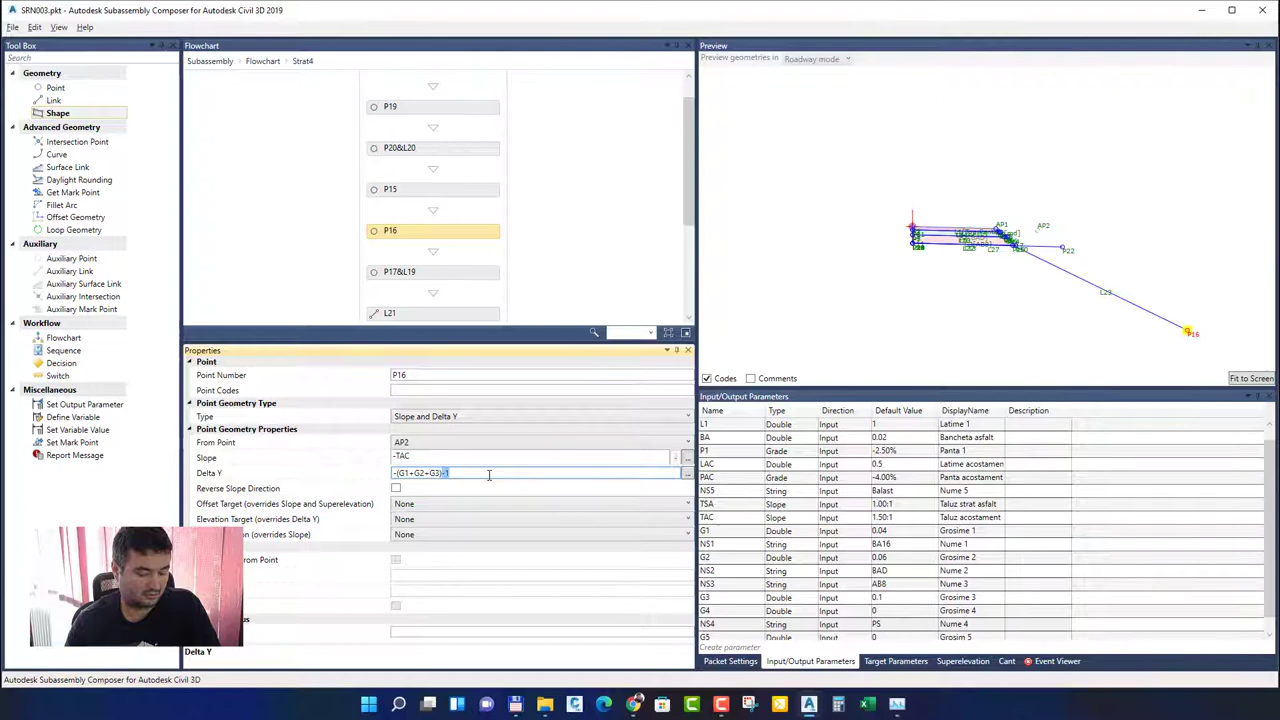 SRN003.pkt - Autodesk Subassembly Composer for Autodesk Civil 3D 2019
File Edit View Help
Tool Box
Search
Geometry
Point
Link
Shape
Advanced Geometry
Intersection Point
Curve
Surface Link
Daylight Rounding
Get Mark Point
Fillet Arc
Offset Geometry
Loop Geometry
Auxiliary
Auxiliary Point
Auxiliary Link
Auxiliary Surface Link
Auxiliary Intersection
Auxiliary Mark Point
Workflow
Flowchart
Sequence
Decision
Switch
Miscellaneous
Set Output Parameter
Define Variable
Set Variable Value
Set Mark Point
Report Message
Flowchart
Subassembly Flowchart Strat4
P19
P20&L20
P15
P16
P17&L19
L21
Properties
Point
Point Number P16
Point Codes
Point Geometry Type
Type Slope and Delta Y
Point Geometry Properties
From Point AP2
Slope -TAC ...
Delta Y -(G1+G2+G3)-1 ...
Reverse Slope Direction
Offset Target (overrides Slope and Superelevation) None
Elevation Target (overrides Delta Y) None
(overrides Slope) None
From Point
Delta Y
Preview
Preview geometries in Roadway mode
AP1
AP2
P22
L27
L23
P16
Codes Comments Fit to Screen
Input/Output Parameters
Name Type Direction Default Value DisplayName Description
L1 Double Input 1 Latime 1
BA Double Input 0.02 Bancheta asfalt
P1 Grade Input -2.50% Panta 1
LAC Double Input 0.5 Latime acostament
PAC Grade Input -4.00% Panta acostament
NS5 String Input Balast Nume 5
TSA Slope Input 1.00:1 Taluz strat asfalt
TAC Slope Input 1.50:1 Taluz acostament
G1 Double Input 0.04 Grosime 1
NS1 String Input BA16 Nume 1
G2 Double Input 0.06 Grosime 2
NS2 String Input BAD Nume 2
NS3 String Input AB8 Nume 3
G3 Double Input 0.1 Grosime 3
G4 Double Input 0 Grosime 4
NS4 String Input PS Nume 4
G5 Double Input 0 Grosim 5
Create parameter
Packet Settings Input/Output Parameters Target Parameters Superelevation Cant Event Viewer
Autodesk Subassembly Composer for Autodesk Civil 3D